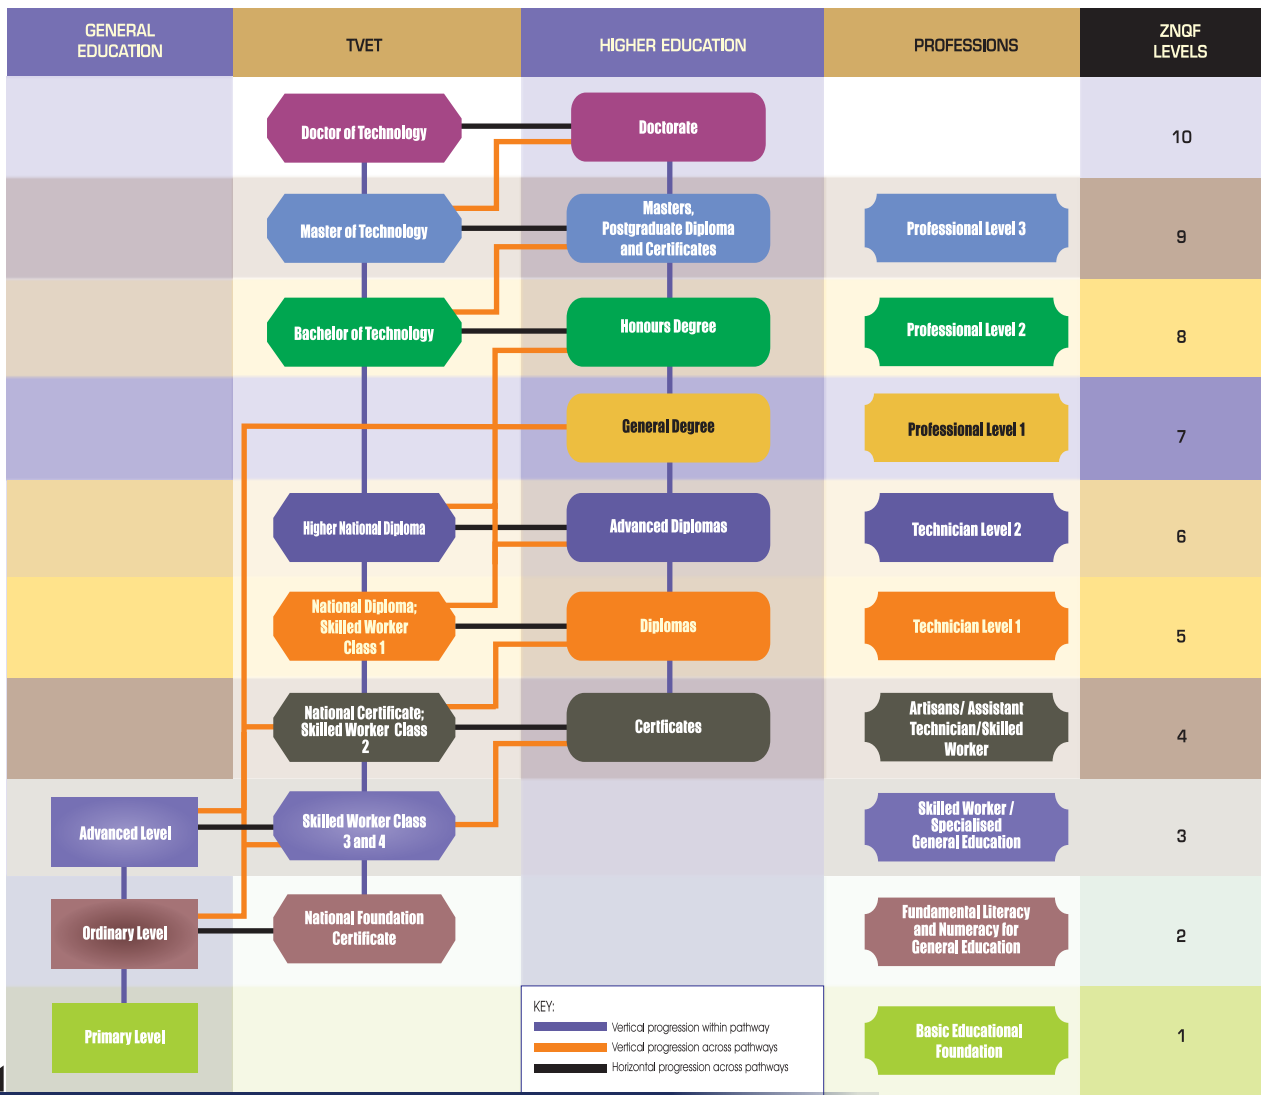 GENERAL
EDUCATION
TVET
HIGHER EDUCATION
PROFESSIONS
ZNQF
LEVELS
Doctor of Technology
Doctorate
10
Master of Technology
Masters,
Postgraduate Diploma
and Certificates
Professional Level 3
9
Bachelor of Technology
Honours Degree
Professional Level 2
8
General Degree
Professional Level 1
7
Higher National Diploma
Advanced Diplomas
Technician Level 2
6
National Diploma;
Skilled Worker
Class 1
Diplomas
Technician Level 1
5
National Certificate;
Skilled Worker Class
2
Certficates
Artisans/ Assistant
Technician/Skilled
Worker
4
Advanced Level
Skilled Worker Class
3 and 4
Skilled Worker /
Specialised
General Education
3
Ordinary Level
National Foundation
Certificate
Fundamental Literacy
and Numeracy for
General Education
2
Primary Level
KEY:
Vertical progression within pathway
Vertical progression across pathways
Horizontal progression across pathways
Basic Educational
Foundation
1